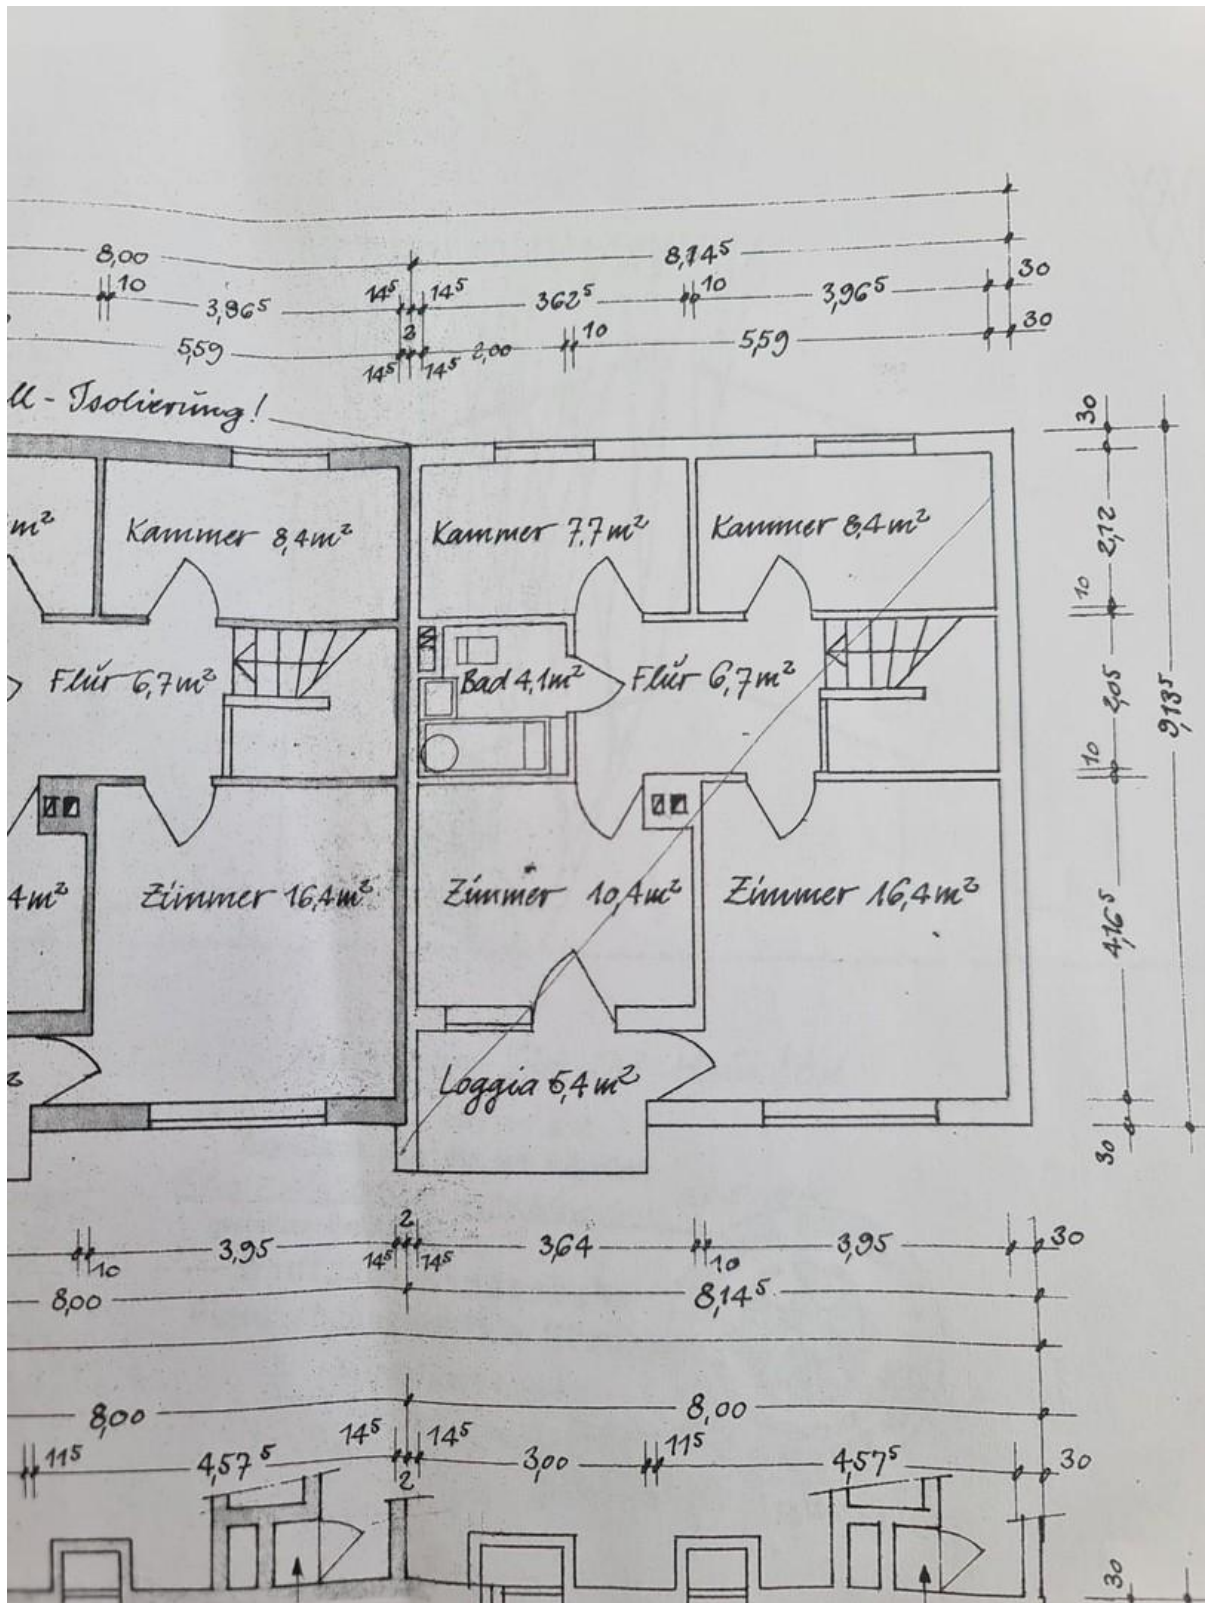 8,00 8,14⁵
10 3,96⁵ 14⁵ 14⁵ 362⁵ 10 3,96⁵ 30
5,59 14⁵ 2 14⁵ 2,00 10 5,59 30
ll - Isolierung!
m² Kammer 8,4m² Kammer 7.7m² Kammer 8,4m²
30
2,12
10
Flur 6,7m² Bad 4,1m² Flur 6,7m²
2,05
9,13⁵
10
4m² Zimmer 16,4m² Zimmer 10,4m² Zimmer 16,4m²
4,16⁵
Loggia 5,4m²
30
10 3,95 14⁵ 2 14⁵ 3,64 10 3,95 30
8,00 8,14⁵
8,00 8,00
11⁵ 4,57⁵ 14⁵ 2 14⁵ 3,00 11⁵ 4,57⁵ 30
30